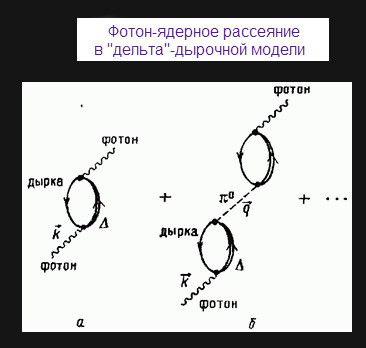 Фотон-ядерное рассеяние
в "дельта"-дырочной модели
фотон
фотон
дырка
+
π⁰
+ ...
k⃗
Δ
q⃗
дырка
фотон
Δ
k⃗
фотон
а
б